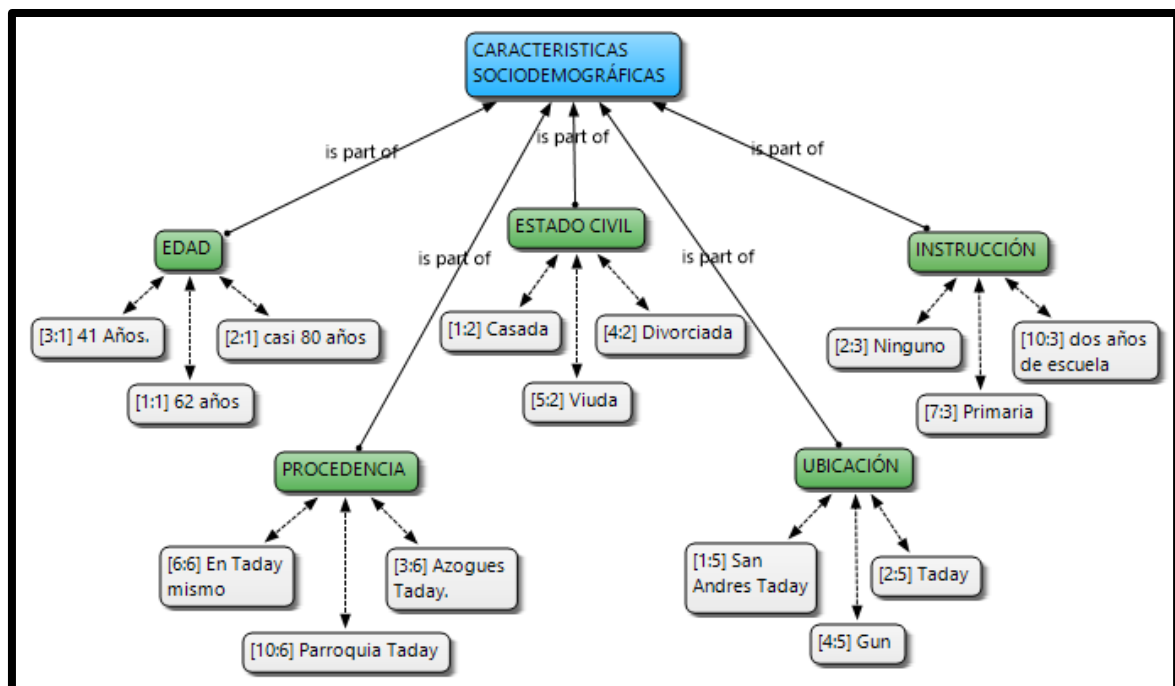 CARACTERISTICAS
SOCIODEMOGRÁFICAS
is part of
is part of
is part of
is part of
is part of
EDAD
ESTADO CIVIL
INSTRUCCIÓN
[3:1] 41 Años.
[2:1] casi 80 años
[1:1] 62 años
[1:2] Casada
[4:2] Divorciada
[5:2] Viuda
[2:3] Ninguno
[10:3] dos años
de escuela
[7:3] Primaria
PROCEDENCIA
UBICACIÓN
[6:6] En Taday
mismo
[3:6] Azogues
Taday.
[10:6] Parroquia Taday
[1:5] San
Andres Taday
[2:5] Taday
[4:5] Gun